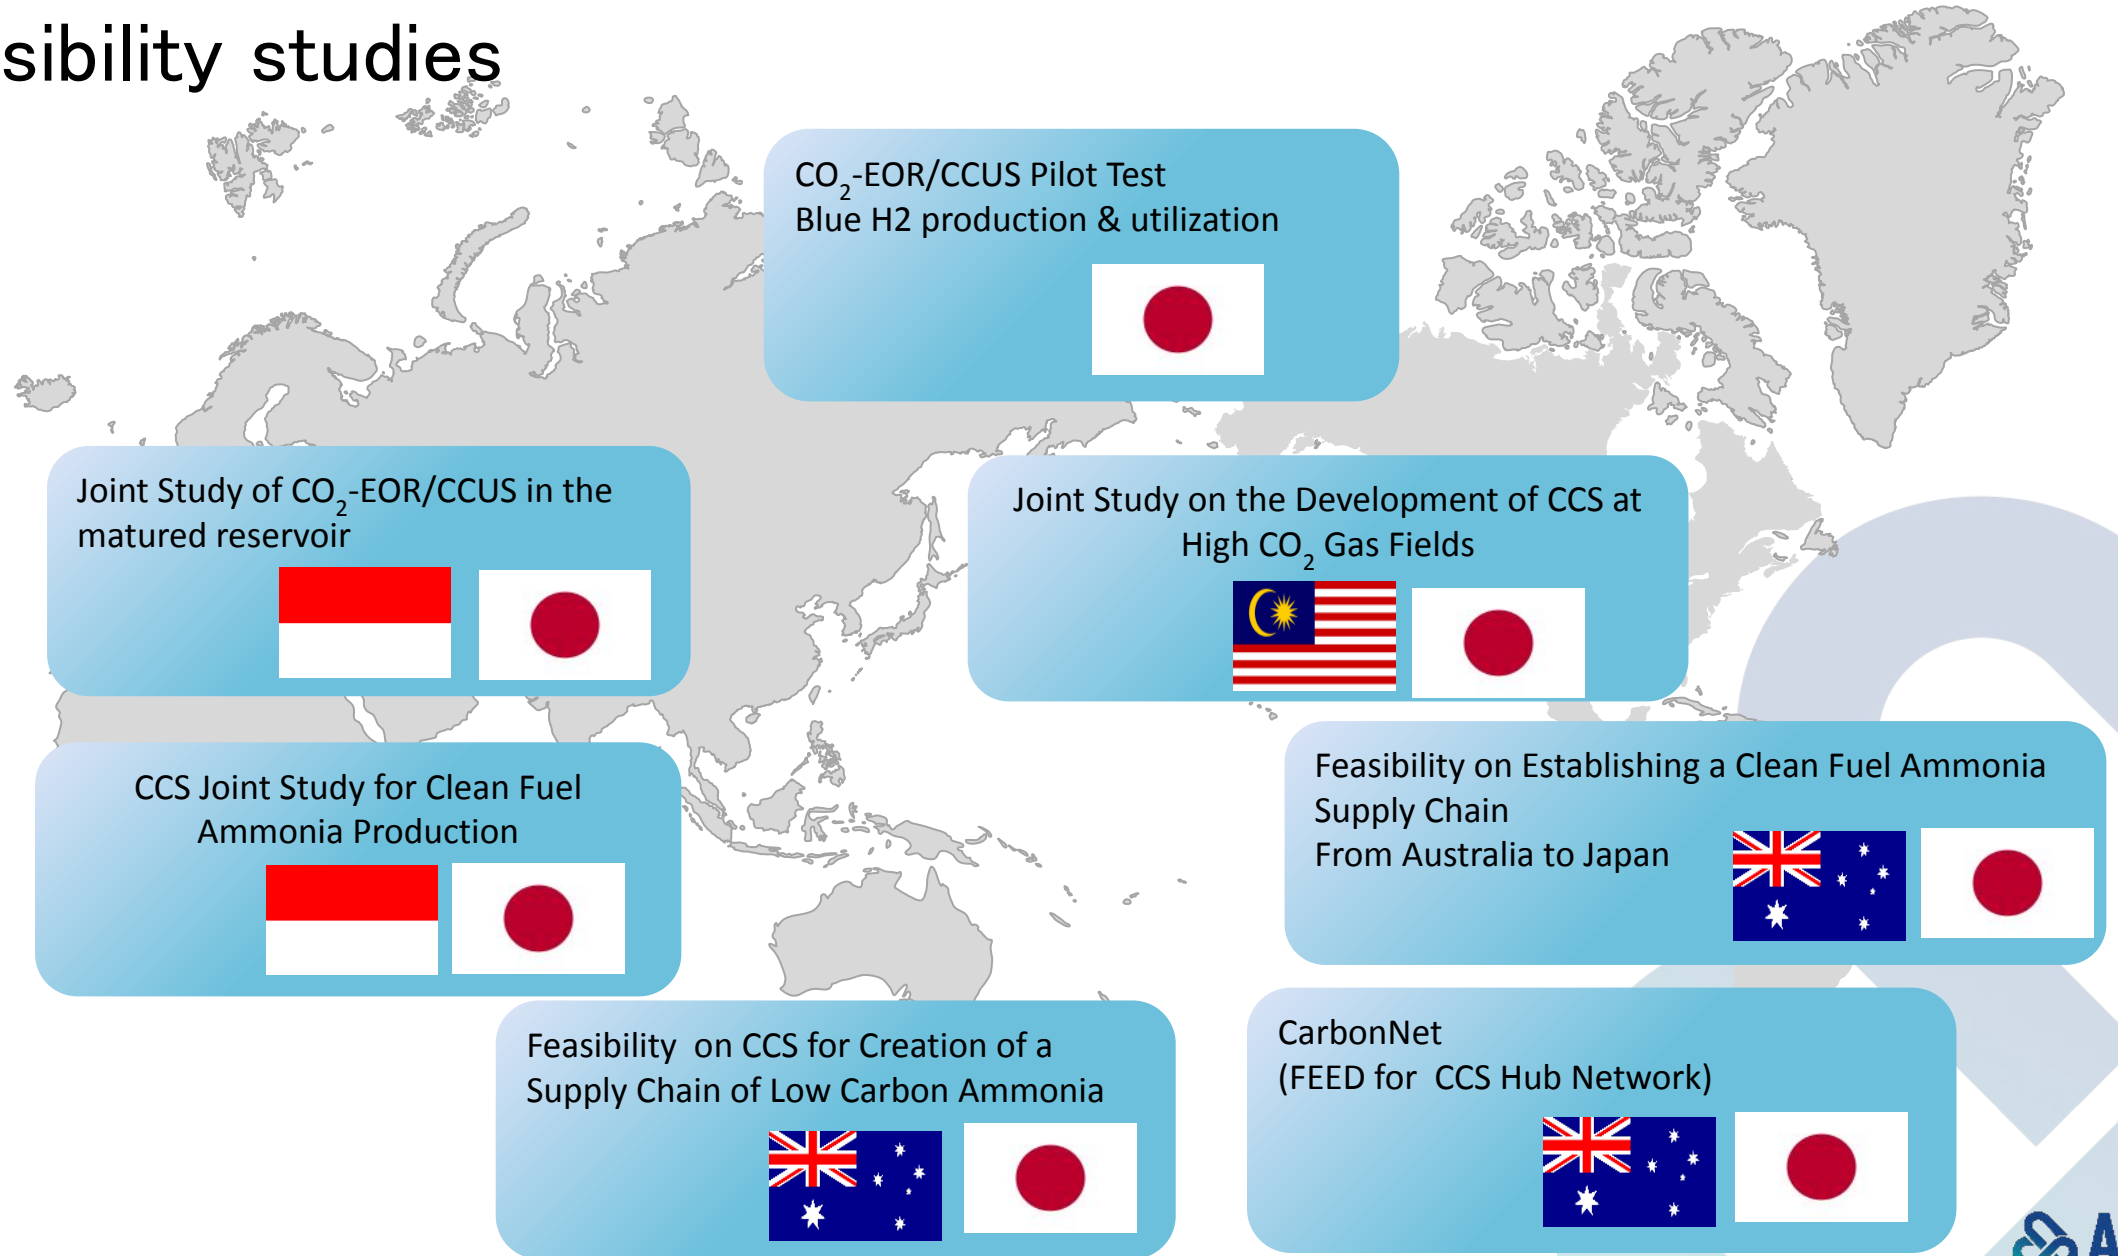 sibility studies
CO₂-EOR/CCUS Pilot Test
Blue H2 production & utilization
Joint Study of CO₂-EOR/CCUS in the
matured reservoir
Joint Study on the Development of CCS at
High CO₂ Gas Fields
CCS Joint Study for Clean Fuel
Ammonia Production
Feasibility on Establishing a Clean Fuel Ammonia
Supply Chain
From Australia to Japan
Feasibility  on CCS for Creation of a
Supply Chain of Low Carbon Ammonia
CarbonNet
(FEED for  CCS Hub Network)
A